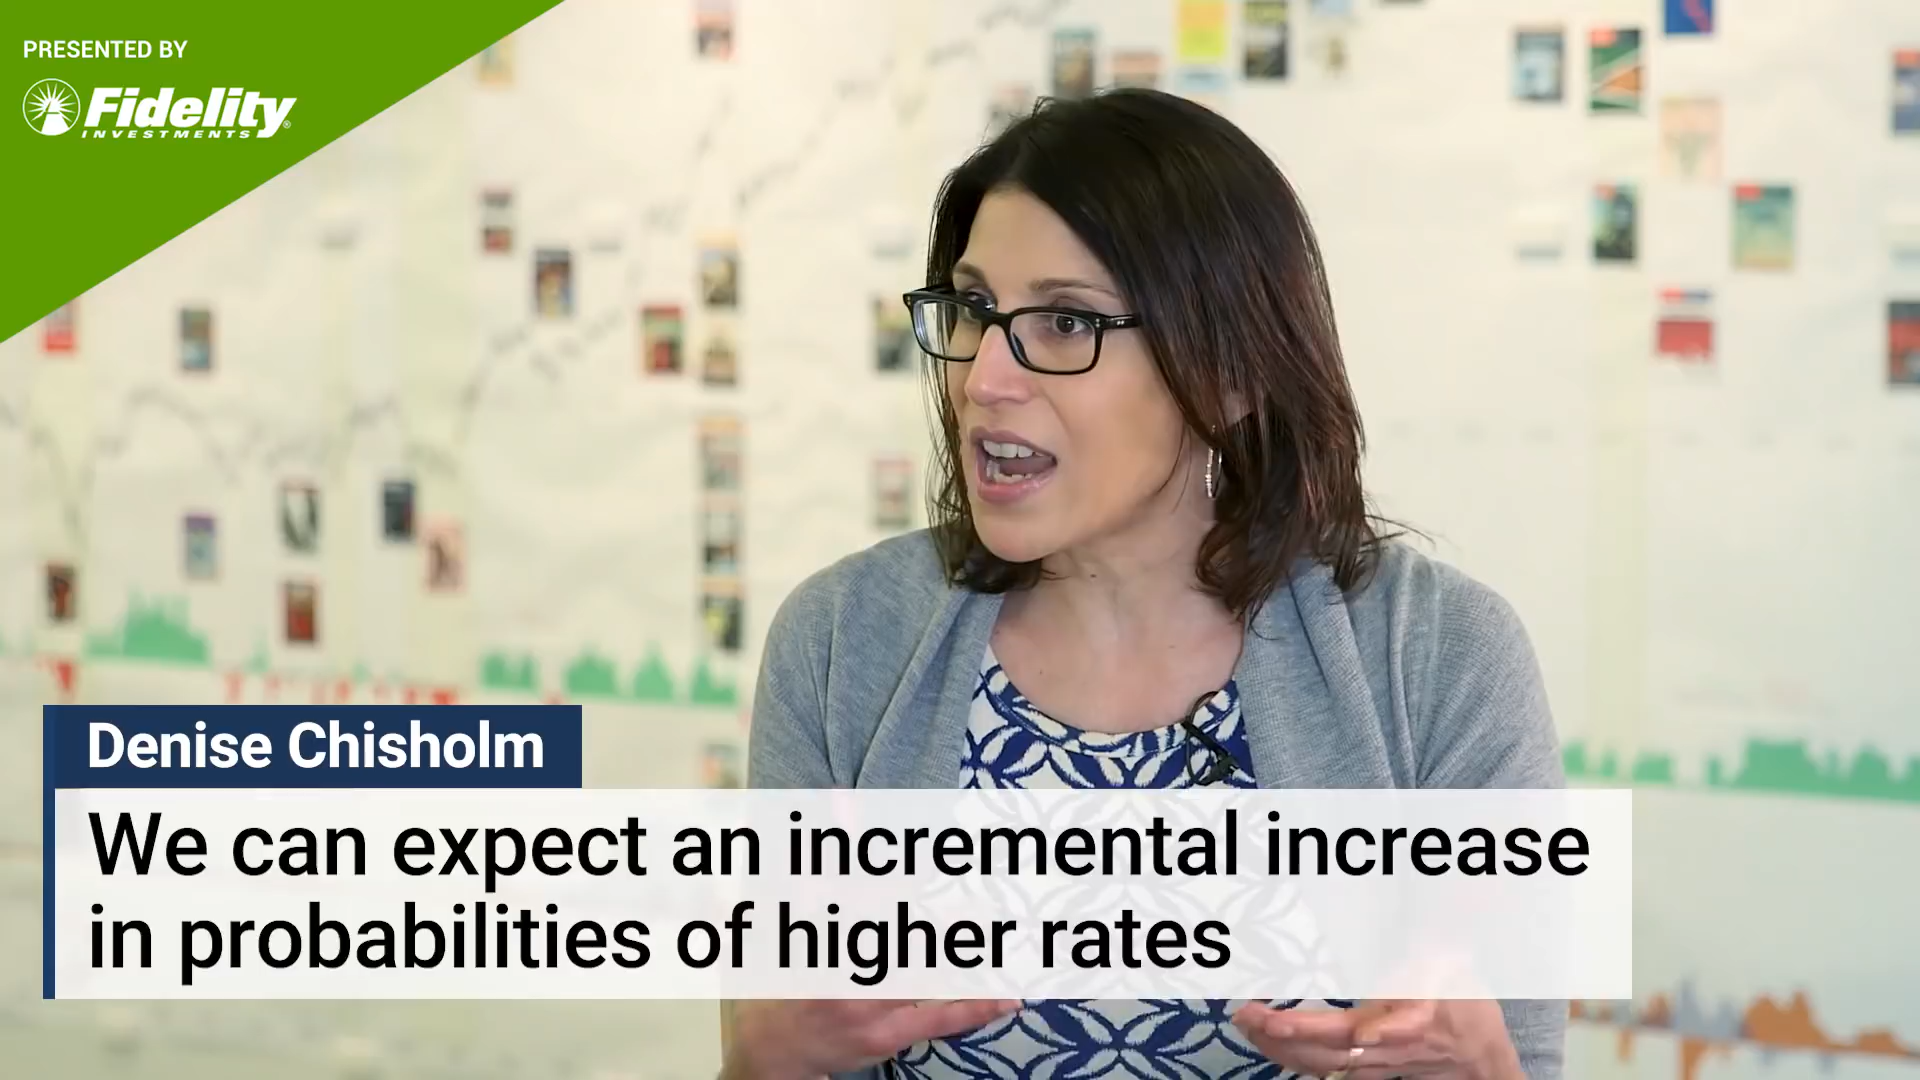 PRESENTED BY
Fidelity
INVESTMENTS
Denise Chisholm
We can expect an incremental increase
in probabilities of higher rates